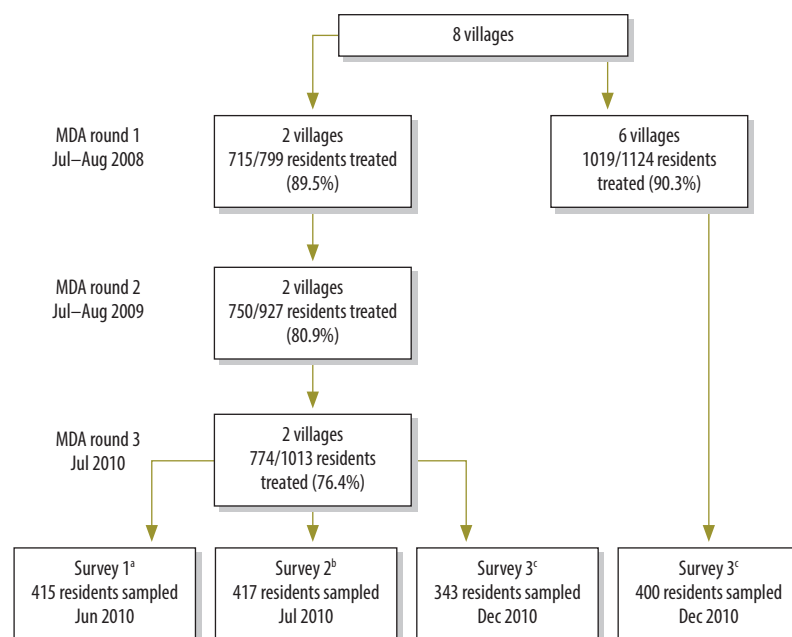 8 villages
MDA round 1
Jul–Aug 2008
2 villages
715/799 residents treated
(89.5%)
6 villages
1019/1124 residents
treated (90.3%)
MDA round 2
Jul–Aug 2009
2 villages
750/927 residents treated
(80.9%)
MDA round 3
Jul 2010
2 villages
774/1013 residents
treated (76.4%)
Survey 1ᵃ
415 residents sampled
Jun 2010
Survey 2ᵇ
417 residents sampled
Jul 2010
Survey 3ᶜ
343 residents sampled
Dec 2010
Survey 3ᶜ
400 residents sampled
Dec 2010